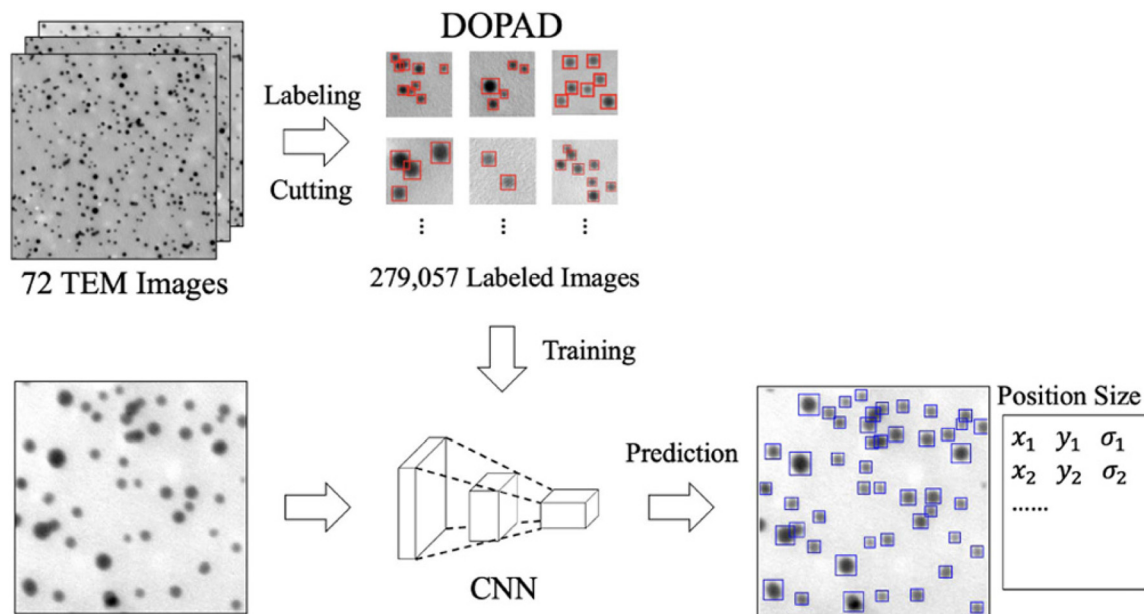 DOPAD
Labeling
Cutting
⋮ ⋮ ⋮
72 TEM Images
279,057 Labeled Images
Training
Position Size
x₁ y₁ σ₁
x₂ y₂ σ₂
......
Prediction
CNN